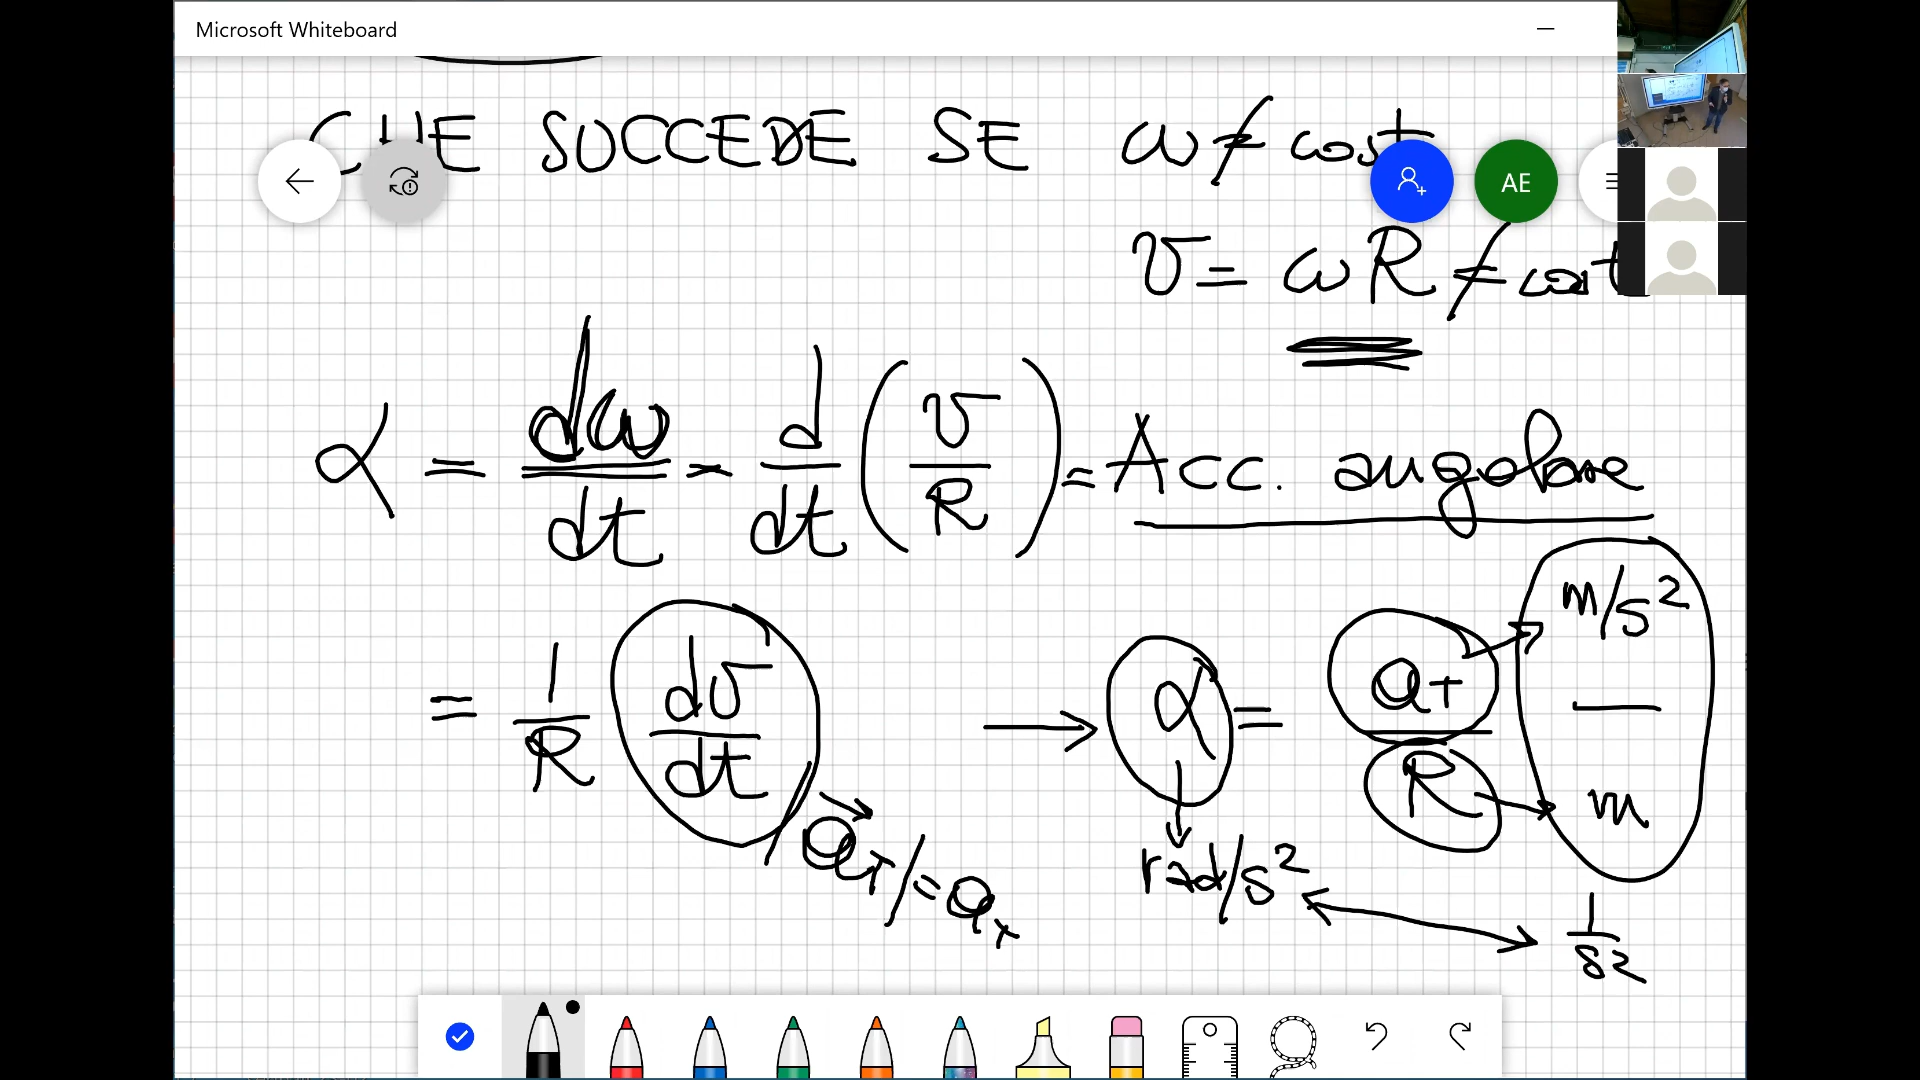 Microsoft Whiteboard
CHE SUCCEDE SE ω ≠ cost
AE
v = ωR ≠ cost
α = dω/dt = d/dt (v/R) = Acc. angolare
= 1/R dv/dt → α = aT/R m/s² / m
/aT/ = aT
rad/s² ↔ 1/s²